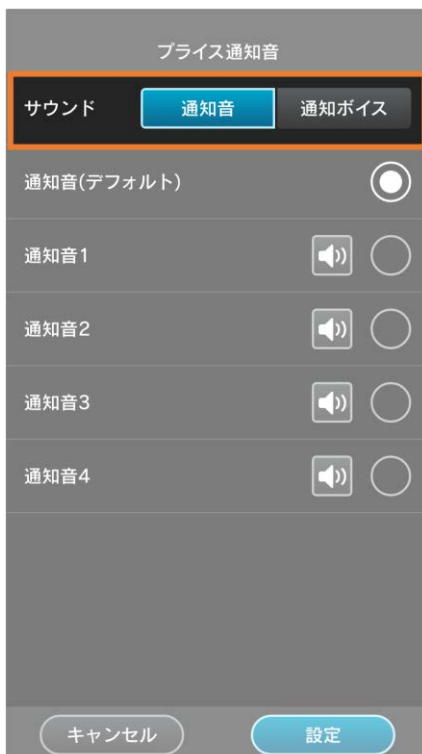 プライス通知音
サウンド 通知音 通知ボイス
通知音(デフォルト)
通知音1
通知音2
通知音3
通知音4
キャンセル 設定